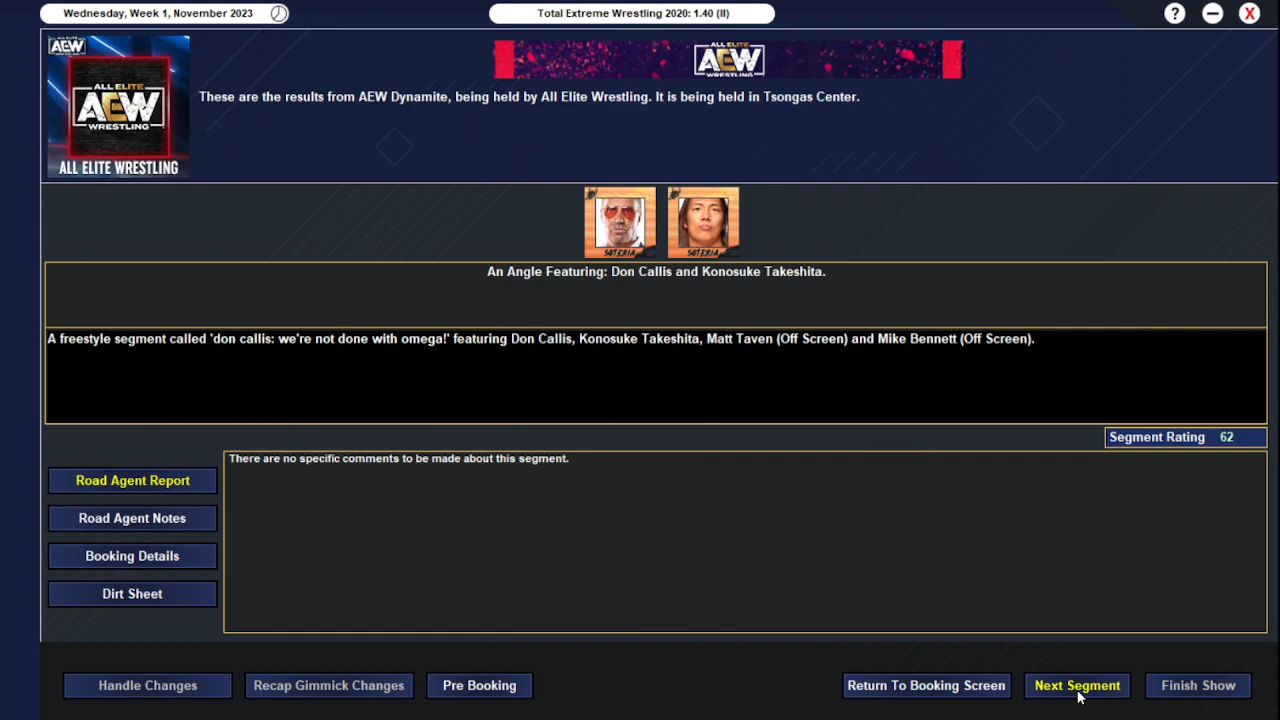 Wednesday, Week 1, November 2023
Total Extreme Wrestling 2020: 1.40 (II)
?
X
AEW
ALL ELITE
AEW
WRESTLING
ALL ELITE WRESTLING
ALL ELITE
AEW
WRESTLING
These are the results from AEW Dynamite, being held by All Elite Wrestling. It is being held in Tsongas Center.
SOTERIA
SOTERIA
An Angle Featuring: Don Callis and Konosuke Takeshita.
A freestyle segment called 'don callis: we're not done with omega!' featuring Don Callis, Konosuke Takeshita, Matt Taven (Off Screen) and Mike Bennett (Off Screen).
Segment Rating 62
Road Agent Report
Road Agent Notes
Booking Details
Dirt Sheet
There are no specific comments to be made about this segment.
Handle Changes
Recap Gimmick Changes
Pre Booking
Return To Booking Screen
Next Segment
Finish Show